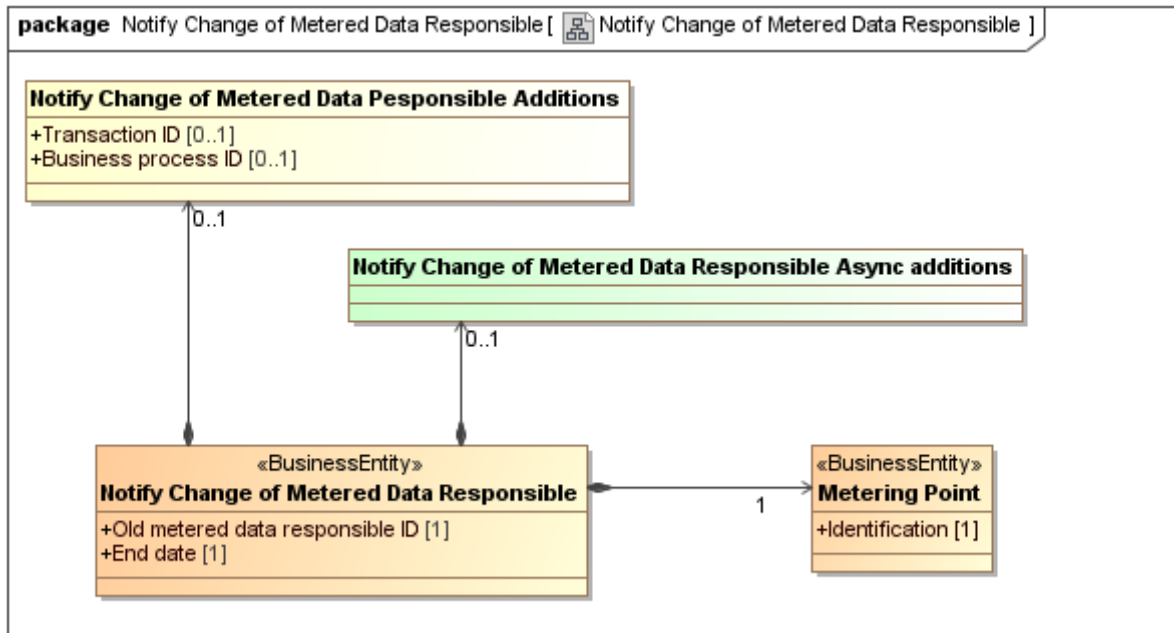 package Notify Change of Metered Data Responsible [ Notify Change of Metered Data Responsible ]
Notify Change of Metered Data Pesponsible Additions
+Transaction ID [0..1]
+Business process ID [0..1]
0..1
Notify Change of Metered Data Responsible Async additions
0..1
«BusinessEntity»
Notify Change of Metered Data Responsible
+Old metered data responsible ID [1]
+End date [1]
1
«BusinessEntity»
Metering Point
+Identification [1]